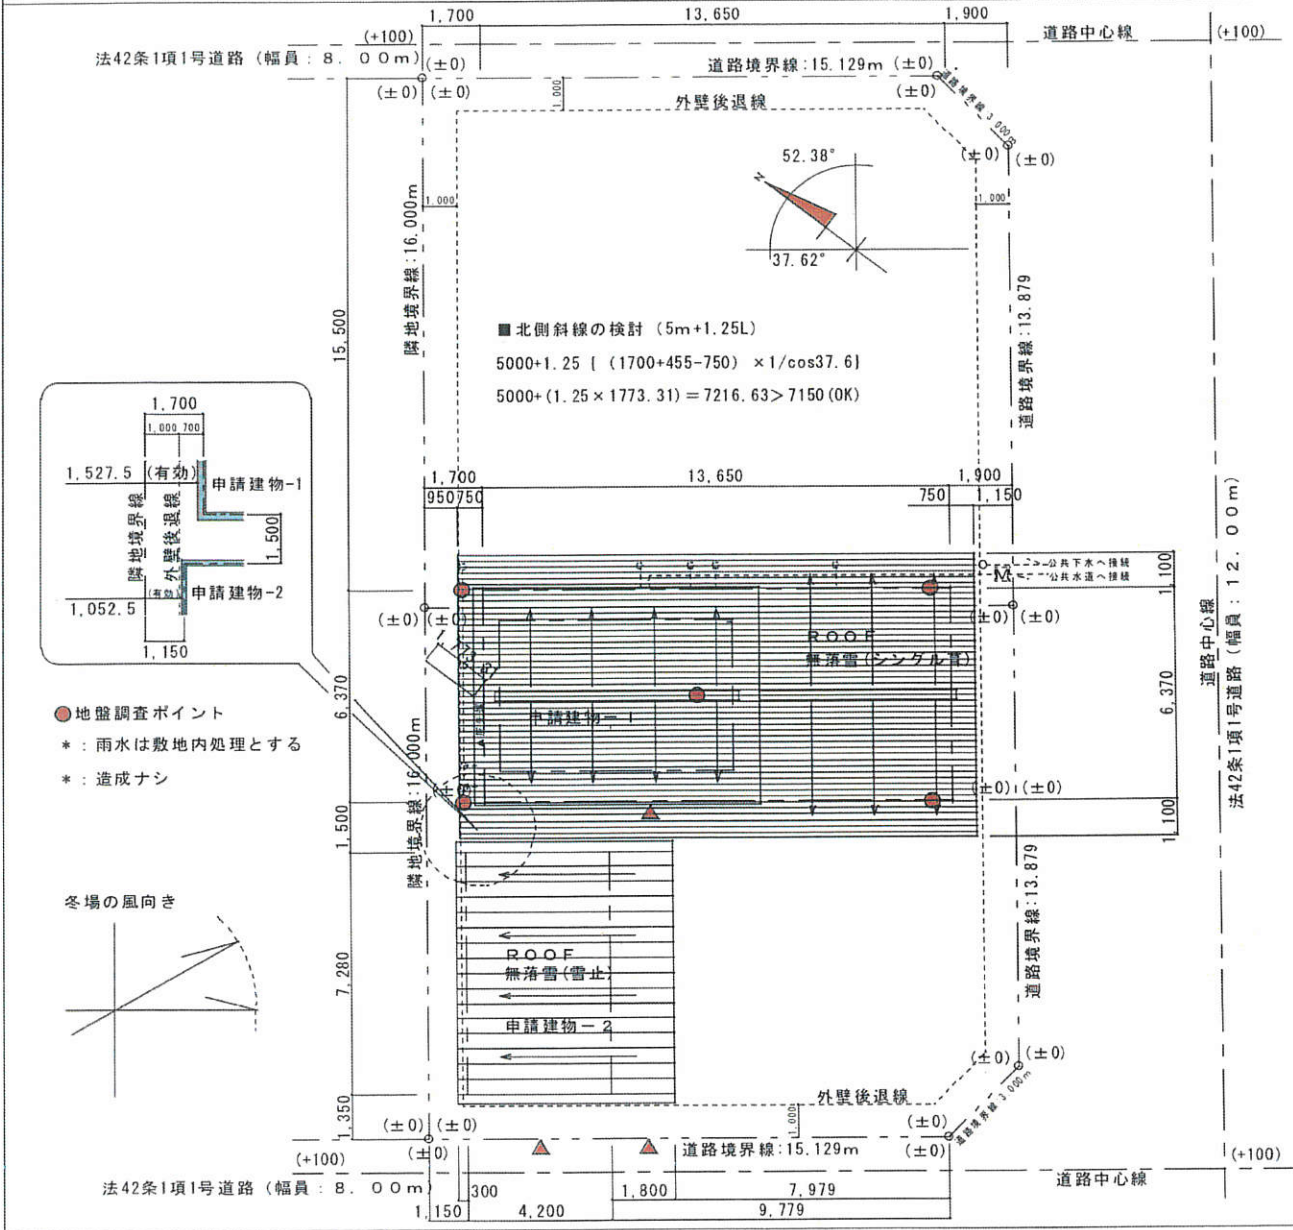 1,700
13,650
1,900
(+100)
道路中心線
(+100)
法42条1項1号道路 (幅員: 8. 00m)
(±0)
道路境界線:15.129m
(±0)
(±0)
(±0)
(±0)
1,000
外壁後退線
道路境界線 3.000m
(±0)
(±0)
52.38°
N
37.62°
1,000
1,000
隣地境界線:16.000m
15,500
道路境界線:13.879
■北側斜線の検討 (5m+1.25L)
5000+1.25 { (1700+455-750) ×1/cos37.6}
5000+(1.25×1773.31)=7216.63>7150(OK)
1,700
1,000
700
1,527.5
(有効)
申請建物-1
隣地境界線
外壁後退線
1,500
(有効)
申請建物-2
1,052.5
1,150
1,700
13,650
1,900
950
750
750
1,150
公共下水へ接続
M
公共水道へ接続
1,100
(±0)
(±0)
(±0)
(±0)
ROOF
無落雪(シングル葺)
申請建物-1
6,370
6,370
道路中心線
法42条1項1号道路 (幅員: 12. 00m)
地盤調査ポイント
*: 雨水は敷地内処理とする
*: 造成ナシ
隣地境界線:16.000m
(±0)
(±0)
1,500
1,100
冬場の風向き
ROOF
無落雪(雪止)
申請建物-2
7,280
道路境界線:13.879
(±0)
(±0)
外壁後退線
道路境界線 3.000m
1,350
1,000
(±0)
(±0)
(±0)
(+100)
道路境界線:15.129m
(±0)
(±0)
(+100)
道路中心線
法42条1項1号道路 (幅員: 8. 00m)
300
1,800
7,979
1,150
4,200
9,779